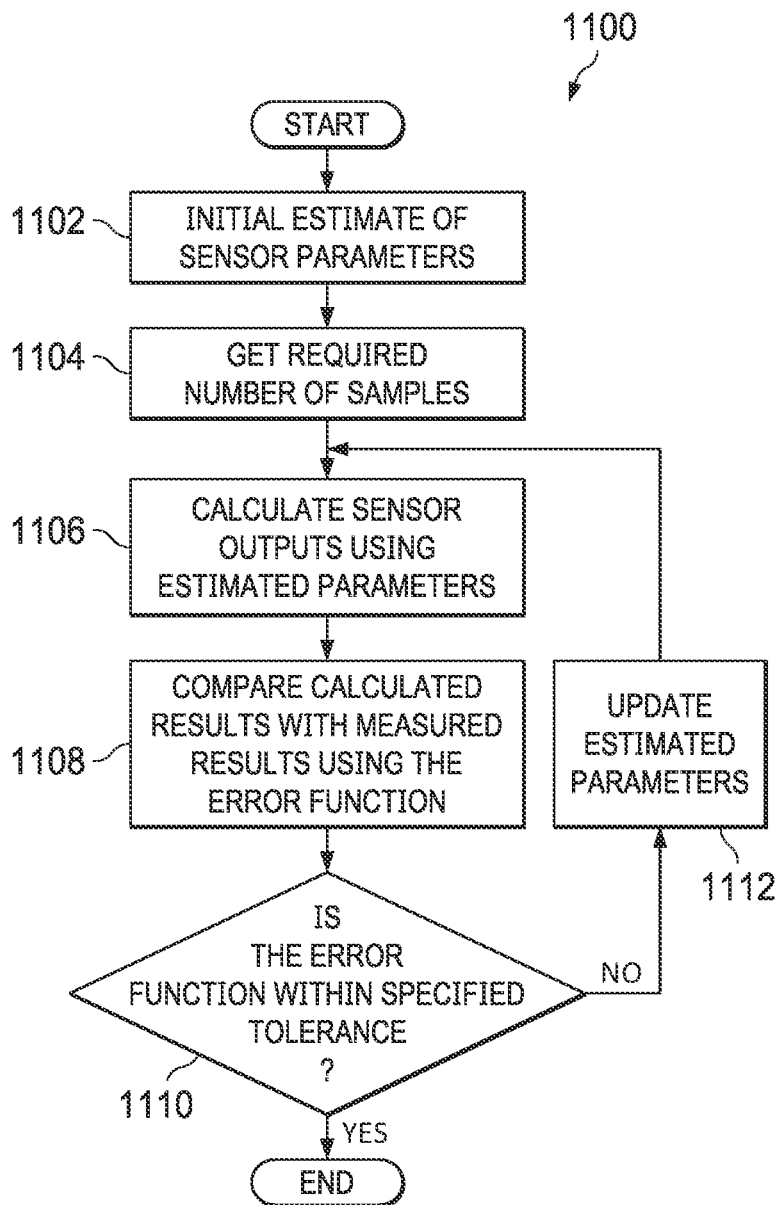 1100
START
1102
INITIAL ESTIMATE OF
SENSOR PARAMETERS
1104
GET REQUIRED
NUMBER OF SAMPLES
1106
CALCULATE SENSOR
OUTPUTS USING
ESTIMATED PARAMETERS
1108
COMPARE CALCULATED
RESULTS WITH MEASURED
RESULTS USING THE
ERROR FUNCTION
UPDATE
ESTIMATED
PARAMETERS
1112
IS
THE ERROR
FUNCTION WITHIN SPECIFIED
TOLERANCE
?
NO
1110
YES
END